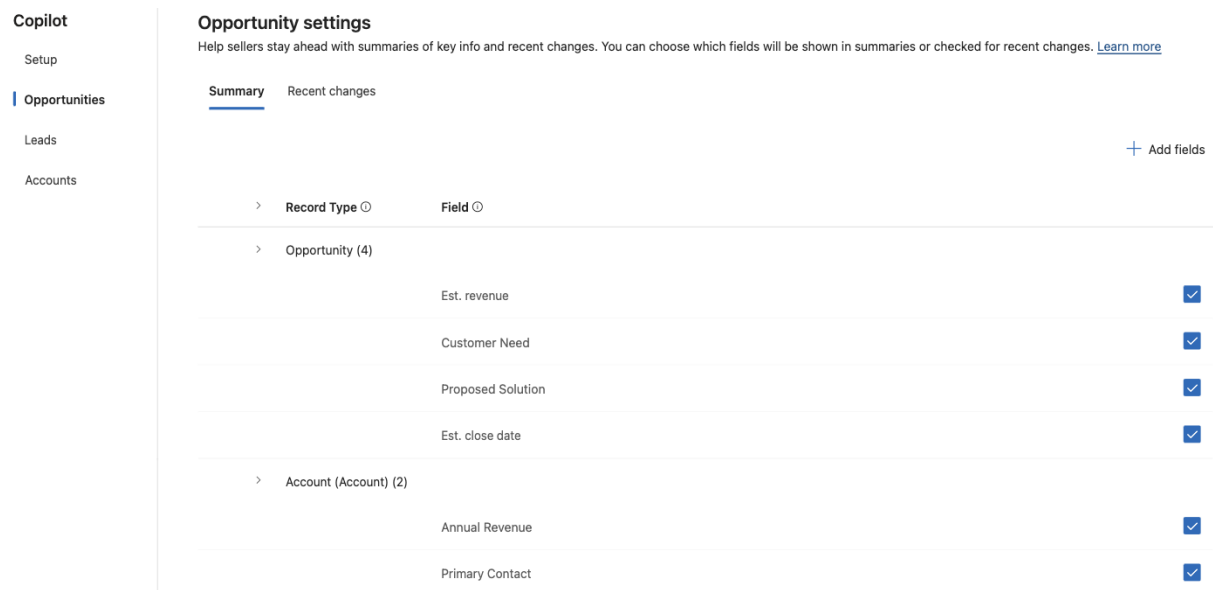 Copilot
Setup
Opportunities
Leads
Accounts
Opportunity settings
Help sellers stay ahead with summaries of key info and recent changes. You can choose which fields will be shown in summaries or checked for recent changes. Learn more
Summary Recent changes
Add fields
Record Type Field
Opportunity (4)
Est. revenue
Customer Need
Proposed Solution
Est. close date
Account (Account) (2)
Annual Revenue
Primary Contact